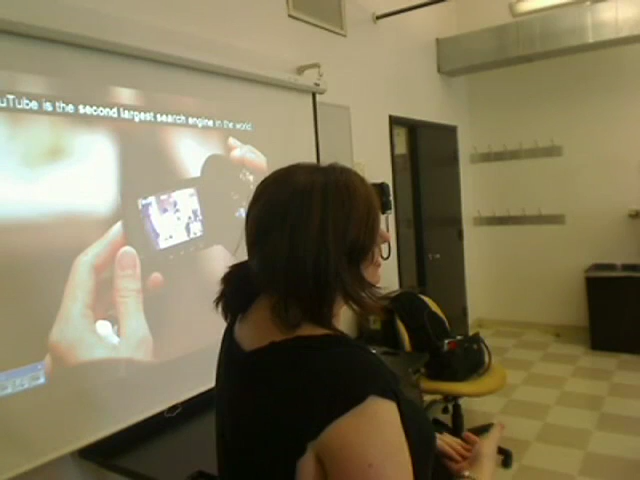 uTube is the second largest search engine in the world.